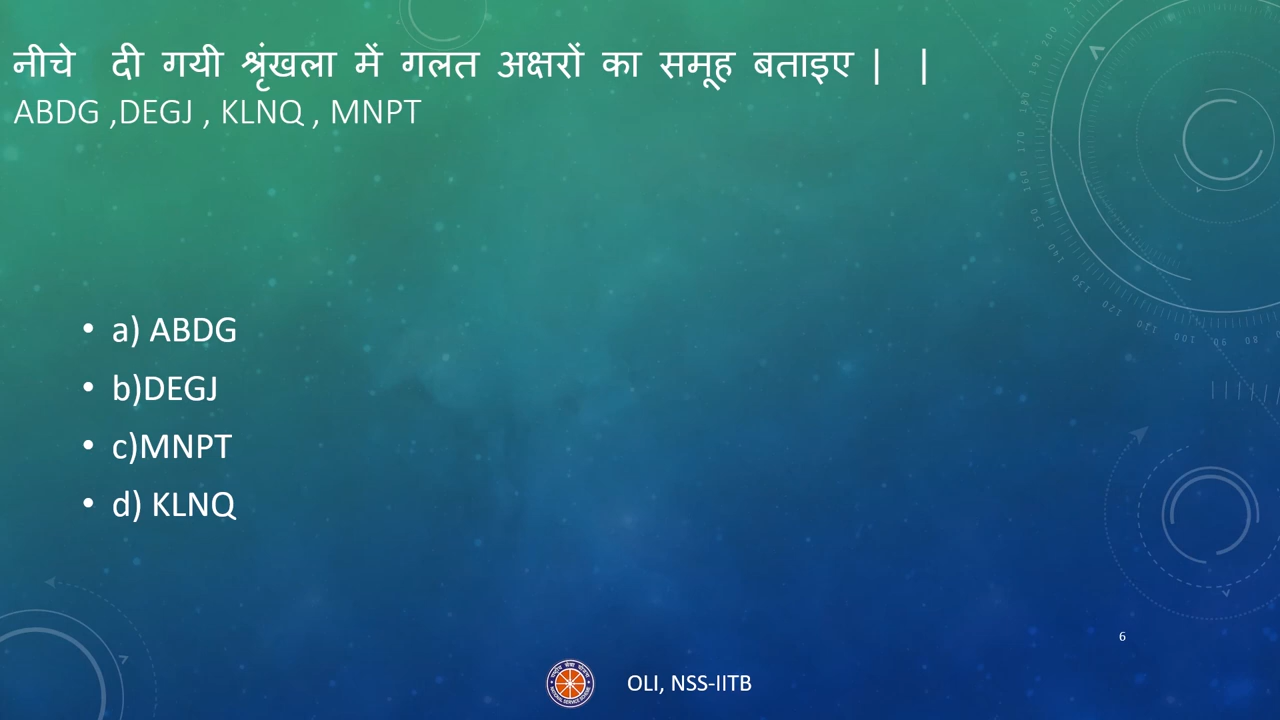 नीचे दी गयी श्रृंखला में गलत अक्षरों का समूह बताइए | |
ABDG ,DEGJ , KLNQ , MNPT
• a) ABDG
• b)DEGJ
• c)MNPT
• d) KLNQ
6
OLI, NSS-IITB